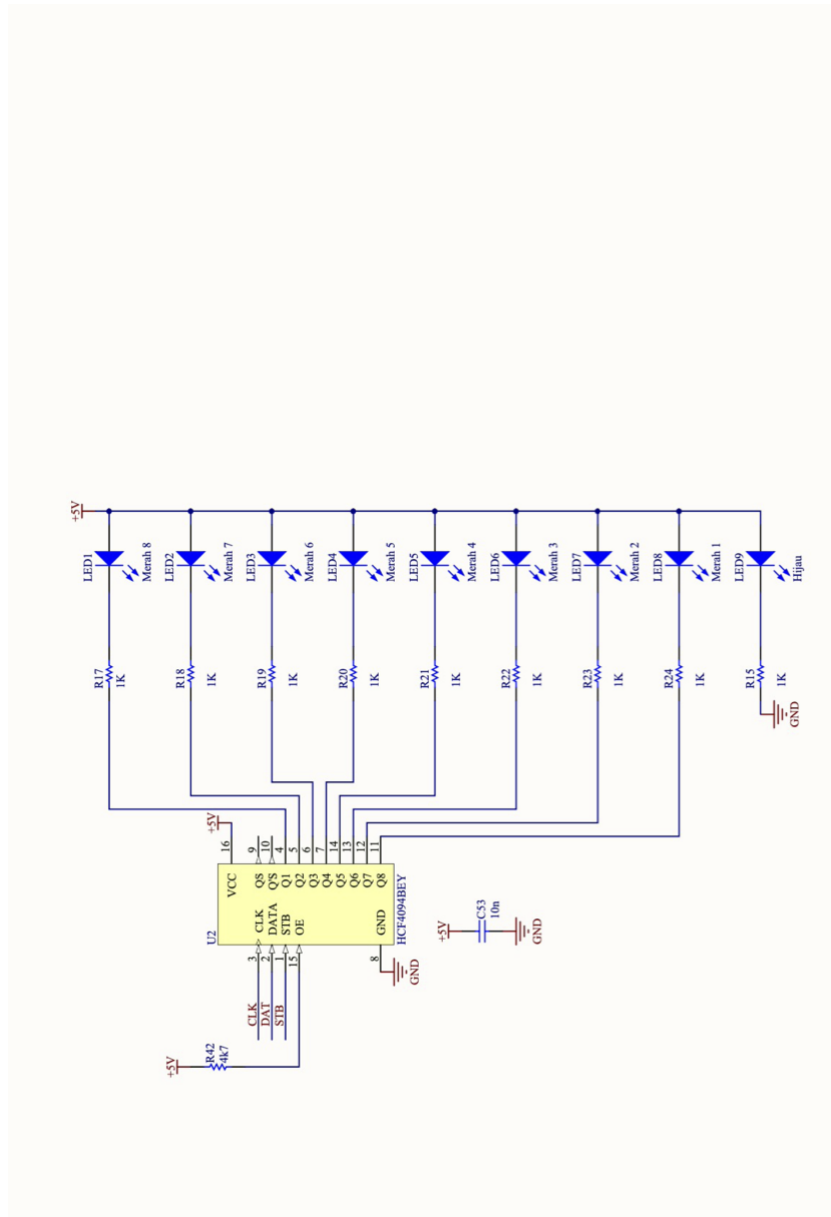 +5V
LED1
Merah 8
R17
1K
LED2
Merah 7
R18
1K
LED3
Merah 6
R19
1K
LED4
Merah 5
R20
1K
LED5
Merah 4
R21
1K
LED6
Merah 3
R22
1K
LED7
Merah 2
R23
1K
LED8
Merah 1
R24
1K
LED9
Hijau
R15
1K
GND
+5V
16
VCC
9
QS
10
Q'S
4
Q1
5
Q2
6
Q3
7
Q4
14
Q5
13
Q6
12
Q7
11
Q8
U2
CLK
3
CLK
DAT
2
DATA
STB
1
STB
15
OE
8
GND
HCF4094BEY
GND
+5V
R42
4k7
+5V
C53
10n
GND